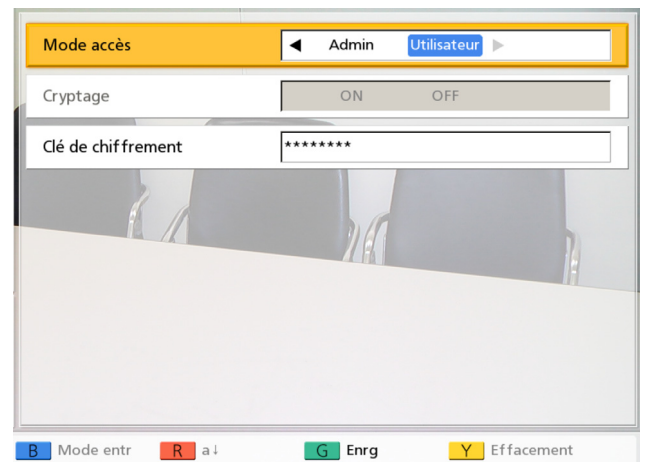 Mode accès ◀ Admin Utilisateur ▶
Cryptage ON OFF
Clé de chiffrement ********
B Mode entr R a↓ G Enrg Y Effacement